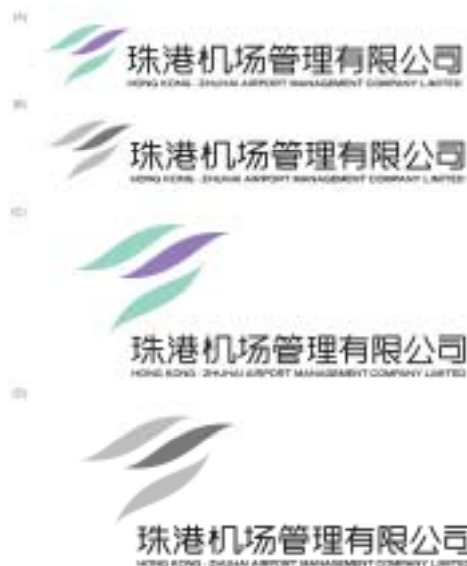 珠港机场管理有限公司
HONG KONG - ZHUHAI AIRPORT MANAGEMENT COMPANY LIMITED
珠港机场管理有限公司
HONG KONG - ZHUHAI AIRPORT MANAGEMENT COMPANY LIMITED
珠港机场管理有限公司
HONG KONG - ZHUHAI AIRPORT MANAGEMENT COMPANY LIMITED
珠港机场管理有限公司
HONG KONG - ZHUHAI AIRPORT MANAGEMENT COMPANY LIMITED